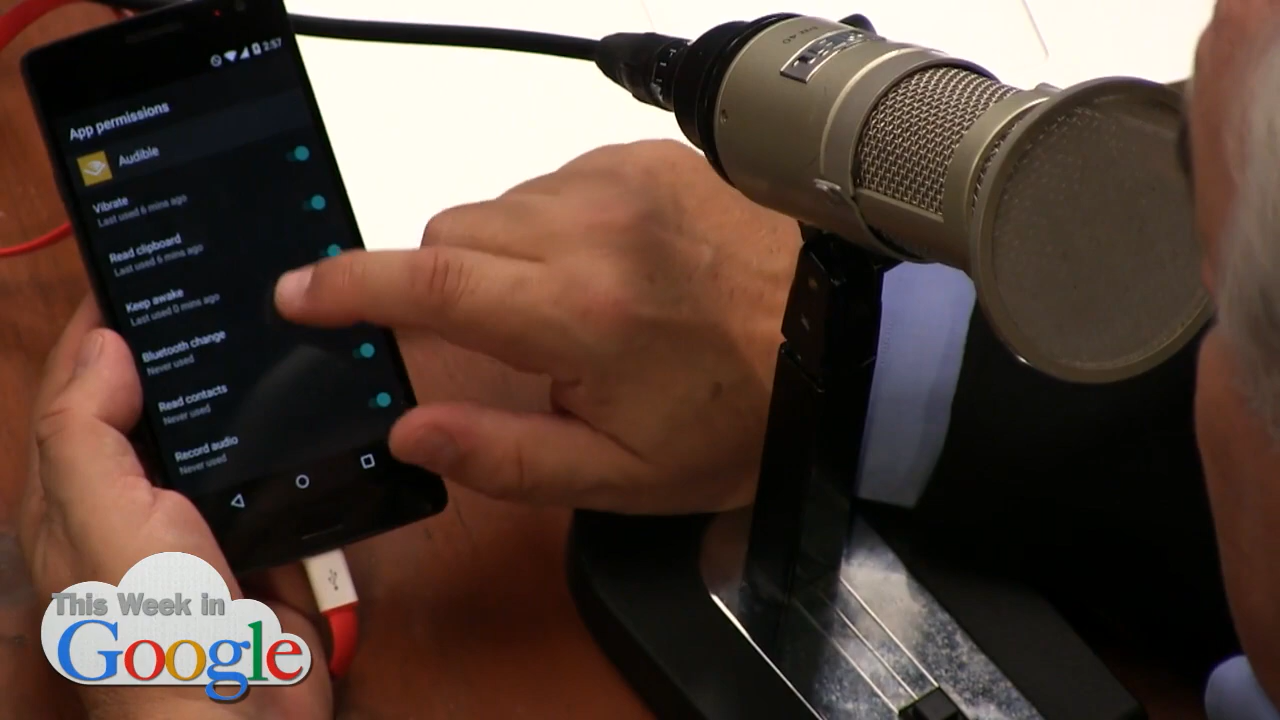 2:57
App permissions
Audible
Vibrate
Last used 6 mins ago
Read clipboard
Last used 6 mins ago
Keep awake
Last used 0 mins ago
Bluetooth change
Never used
Read contacts
Never used
Record audio
Never used
This Week in
Google